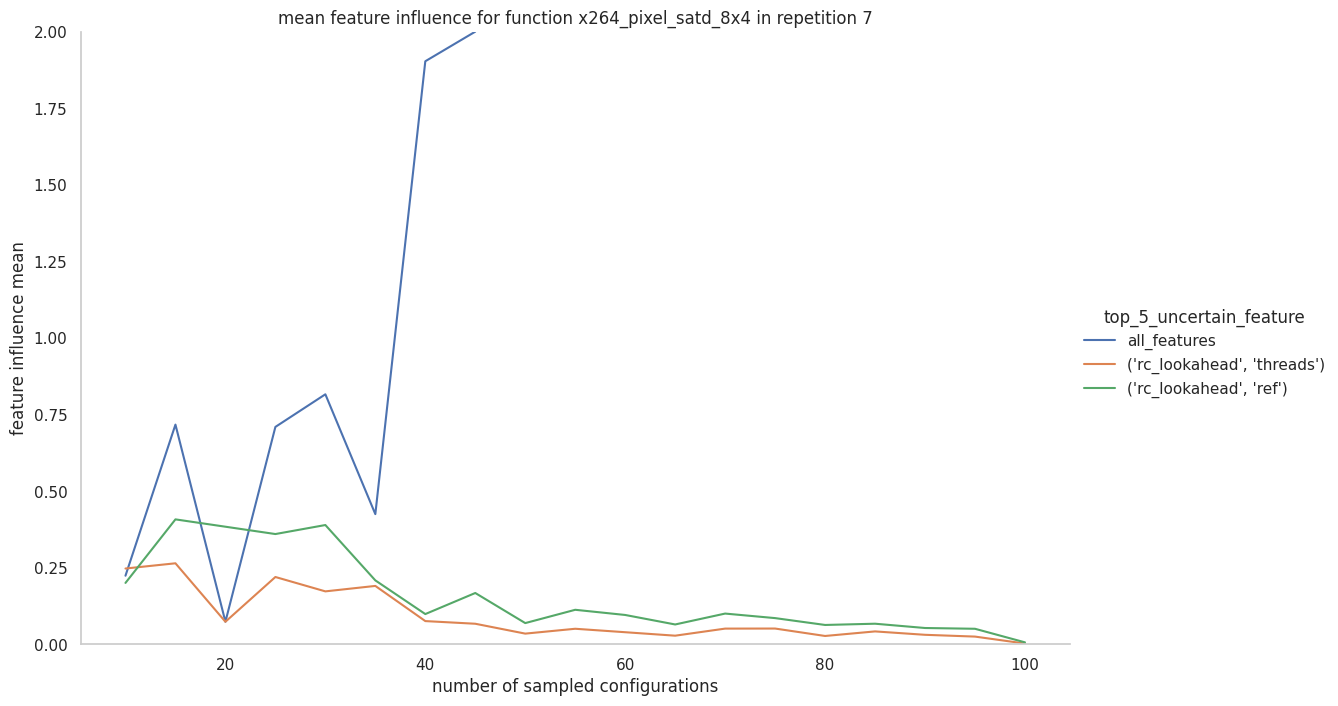 mean feature influence for function x264_pixel_satd_8x4 in repetition 7
2.00
1.75
1.50
1.25
1.00
0.75
0.50
0.25
0.00
feature influence mean
20
40
60
80
100
number of sampled configurations
top_5_uncertain_feature
all_features
('rc_lookahead', 'threads')
('rc_lookahead', 'ref')